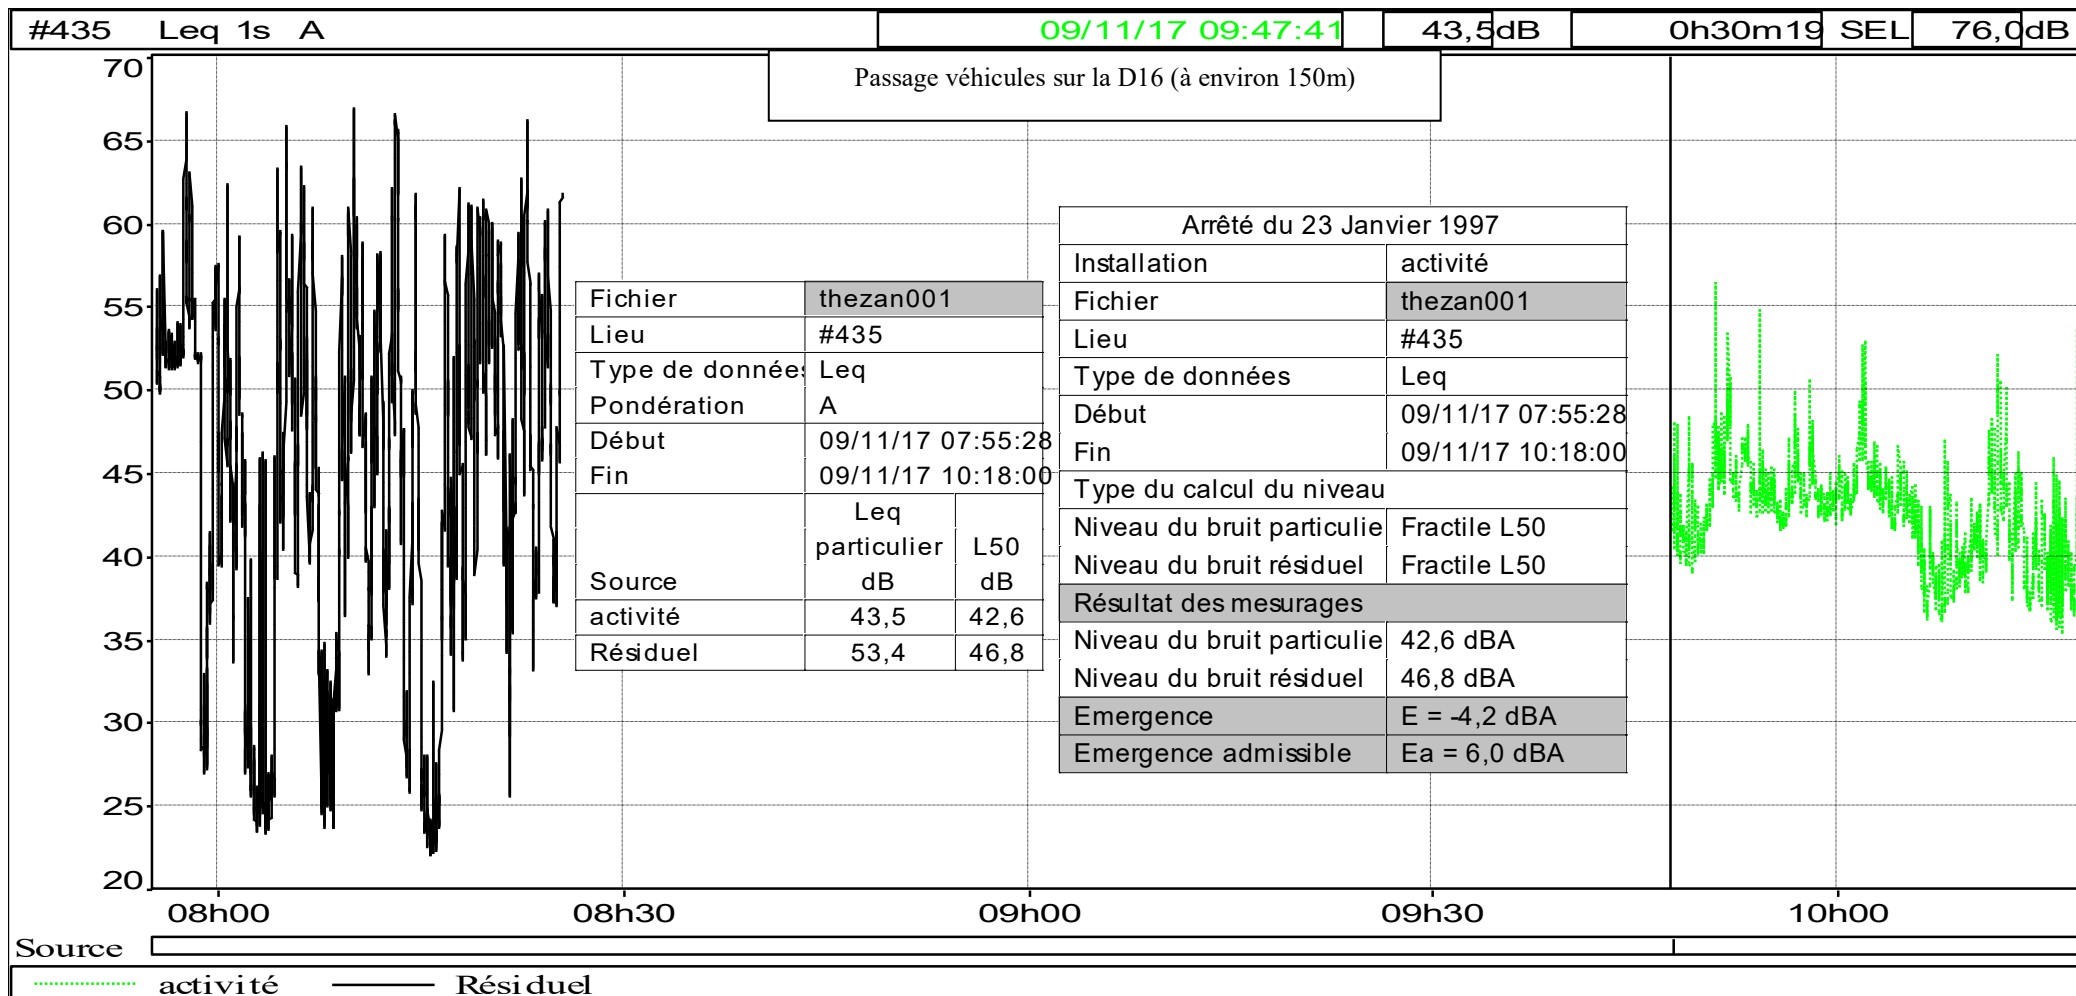 #435 Leq 1s A 09/11/17 09:47:41 43,5dB 0h30m19 SEL 76,0dB
Passage véhicules sur la D16 (à environ 150m)
70
65
60
55
50
45
40
35
30
25
20
Fichier thezan001
Lieu #435
Type de données Leq
Pondération A
Début 09/11/17 07:55:28
Fin 09/11/17 10:18:00
Leq
particulier L50
Source dB dB
activité 43,5 42,6
Résiduel 53,4 46,8
Arrêté du 23 Janvier 1997
Installation activité
Fichier thezan001
Lieu #435
Type de données Leq
Début 09/11/17 07:55:28
Fin 09/11/17 10:18:00
Type du calcul du niveau
Niveau du bruit particulie Fractile L50
Niveau du bruit résiduel Fractile L50
Résultat des mesurages
Niveau du bruit particulie 42,6 dBA
Niveau du bruit résiduel 46,8 dBA
Emergence E = -4,2 dBA
Emergence admissible Ea = 6,0 dBA
08h00 08h30 09h00 09h30 10h00
Source
activité Résiduel